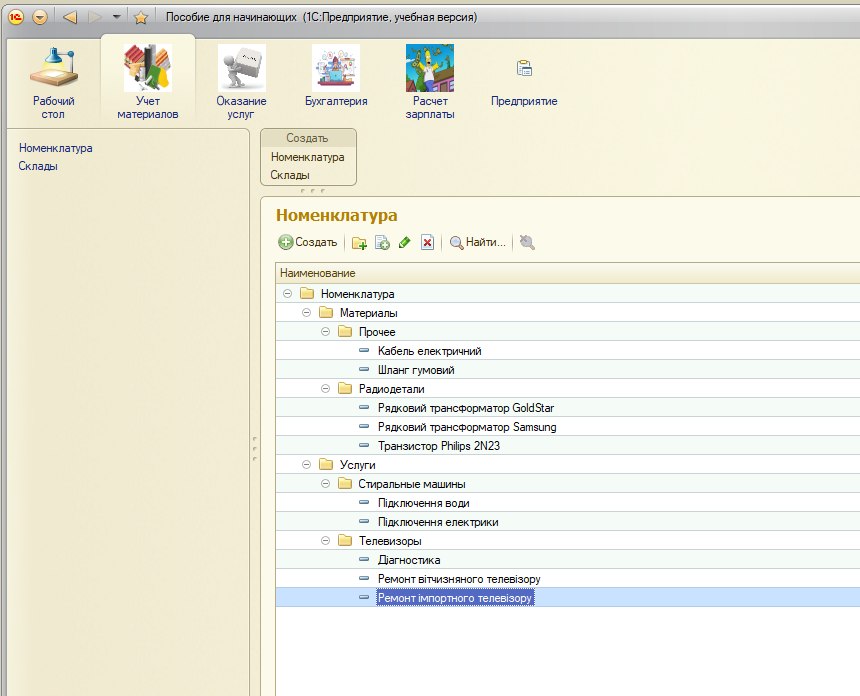 Пособие для начинающих (1С:Предприятие, учебная версия)
Рабочий стол
Учет материалов
Оказание услуг
Бухгалтерия
Расчет зарплаты
Предприятие
Номенклатура
Склады
Создать
Номенклатура
Склады
Номенклатура
Создать
Найти...
Наименование
Номенклатура
Материалы
Прочее
Кабель електричний
Шланг гумовий
Радиодетали
Рядковий трансформатор GoldStar
Рядковий трансформатор Samsung
Транзистор Philips 2N23
Услуги
Стиральные машины
Підключення води
Підключення електрики
Телевизоры
Діагностика
Ремонт вітчизняного телевізору
Ремонт імпортного телевізору